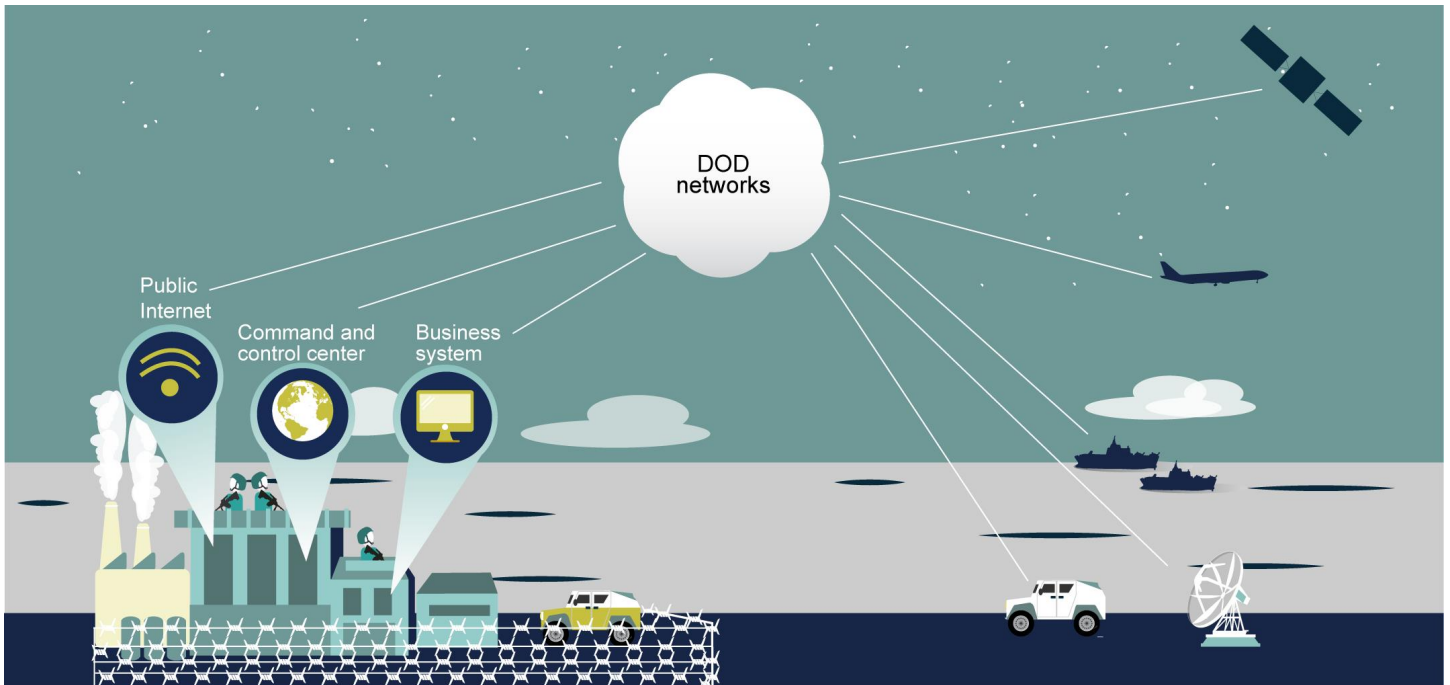 DOD
networks
Public
Internet
Command and
control center
Business
system